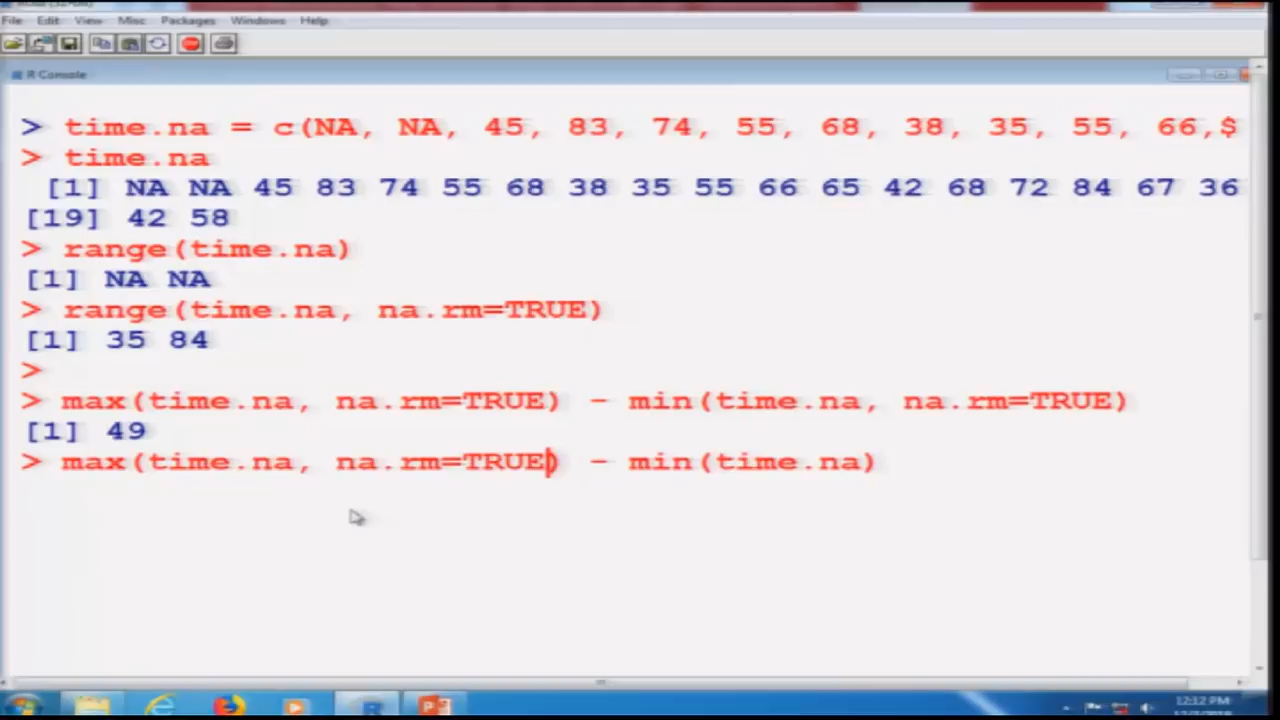 File Edit View Misc Packages Windows Help
R Console
> time.na = c(NA, NA, 45, 83, 74, 55, 68, 38, 35, 55, 66,$
> time.na
[1] NA NA 45 83 74 55 68 38 35 55 66 65 42 68 72 84 67 36
[19] 42 58
> range(time.na)
[1] NA NA
> range(time.na, na.rm=TRUE)
[1] 35 84
>
> max(time.na, na.rm=TRUE) - min(time.na, na.rm=TRUE)
[1] 49
> max(time.na, na.rm=TRUE) - min(time.na)
12:12 PM